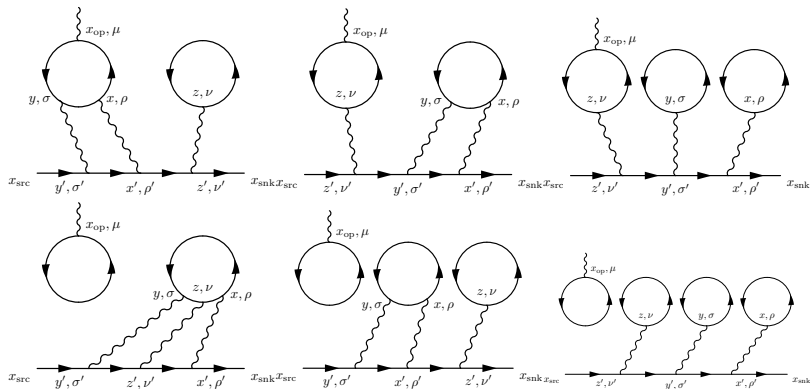 x_op, μ
y, σ
x, ρ
z, ν
x_src
y′, σ′
x′, ρ′
z′, ν′
x_snk
x_op, μ
z, ν
y, σ
x, ρ
x_src
z′, ν′
y′, σ′
x′, ρ′
x_snk
x_op, μ
z, ν
y, σ
x, ρ
x_src
z′, ν′
y′, σ′
x′, ρ′
x_snk
x_op, μ
y, σ
z, ν
x, ρ
x_src
y′, σ′
z′, ν′
x′, ρ′
x_snk
x_op, μ
y, σ
x, ρ
z, ν
x_src
y′, σ′
x′, ρ′
z′, ν′
x_snk
x_op, μ
z, ν
y, σ
x, ρ
x_src
z′, ν′
y′, σ′
x′, ρ′
x_snk